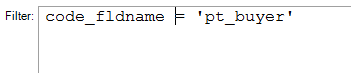 Filter: code_fldname = 'pt_buyer'